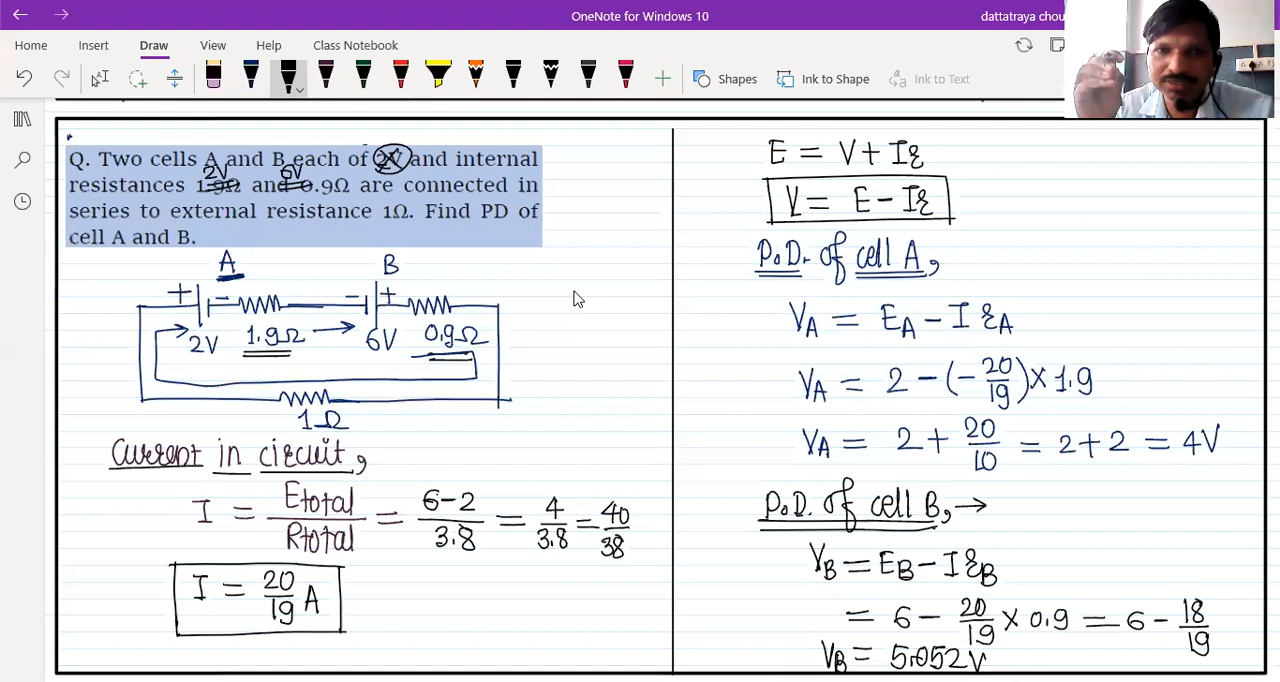 OneNote for Windows 10
dattatraya chou
Home Insert Draw View Help Class Notebook
Shapes Ink to Shape Ink to Text
Q. Two cells A and B each of 2V and internal
2V 6V
resistances 1.9Ω and 0.9Ω are connected in
series to external resistance 1Ω. Find PD of
cell A and B.
A B
+ - - +
2V 1.9Ω 6V 0.9Ω
1Ω
Current in circuit,
I = Etotal/Rtotal = 6-2/3.8 = 4/3.8 = 40/38
I = 20/19 A
E = V + Ir
V = E - Ir
P.D. of cell A,
VA = EA - I rA
VA = 2 - (-20/19) × 1.9
VA = 2 + 20/10 = 2+2 = 4V
P.D. of cell B, →
VB = EB - I rB
= 6 - 20/19 × 0.9 = 6 - 18/19
VB = 5.052V